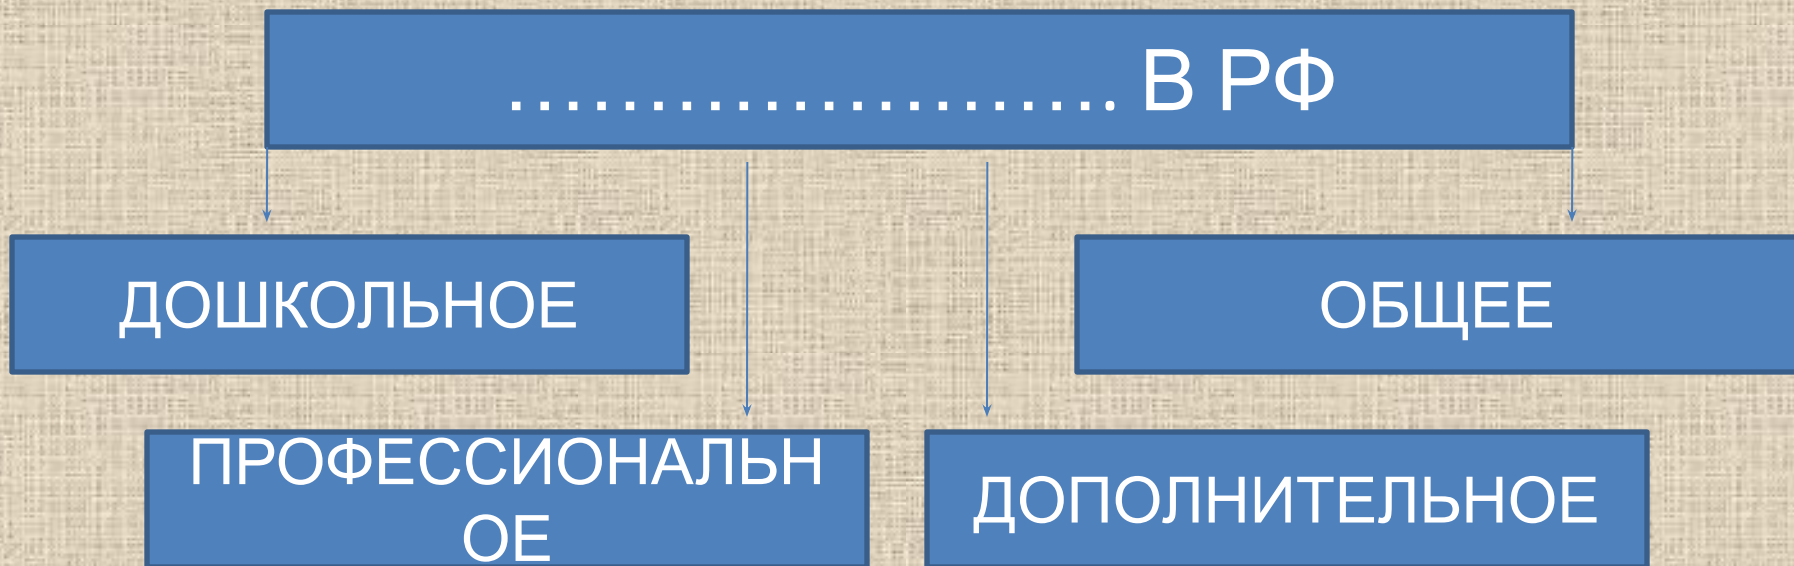 ...................... В РФ
ДОШКОЛЬНОЕ
ОБЩЕЕ
ПРОФЕССИОНАЛЬН
ОЕ
ДОПОЛНИТЕЛЬНОЕ